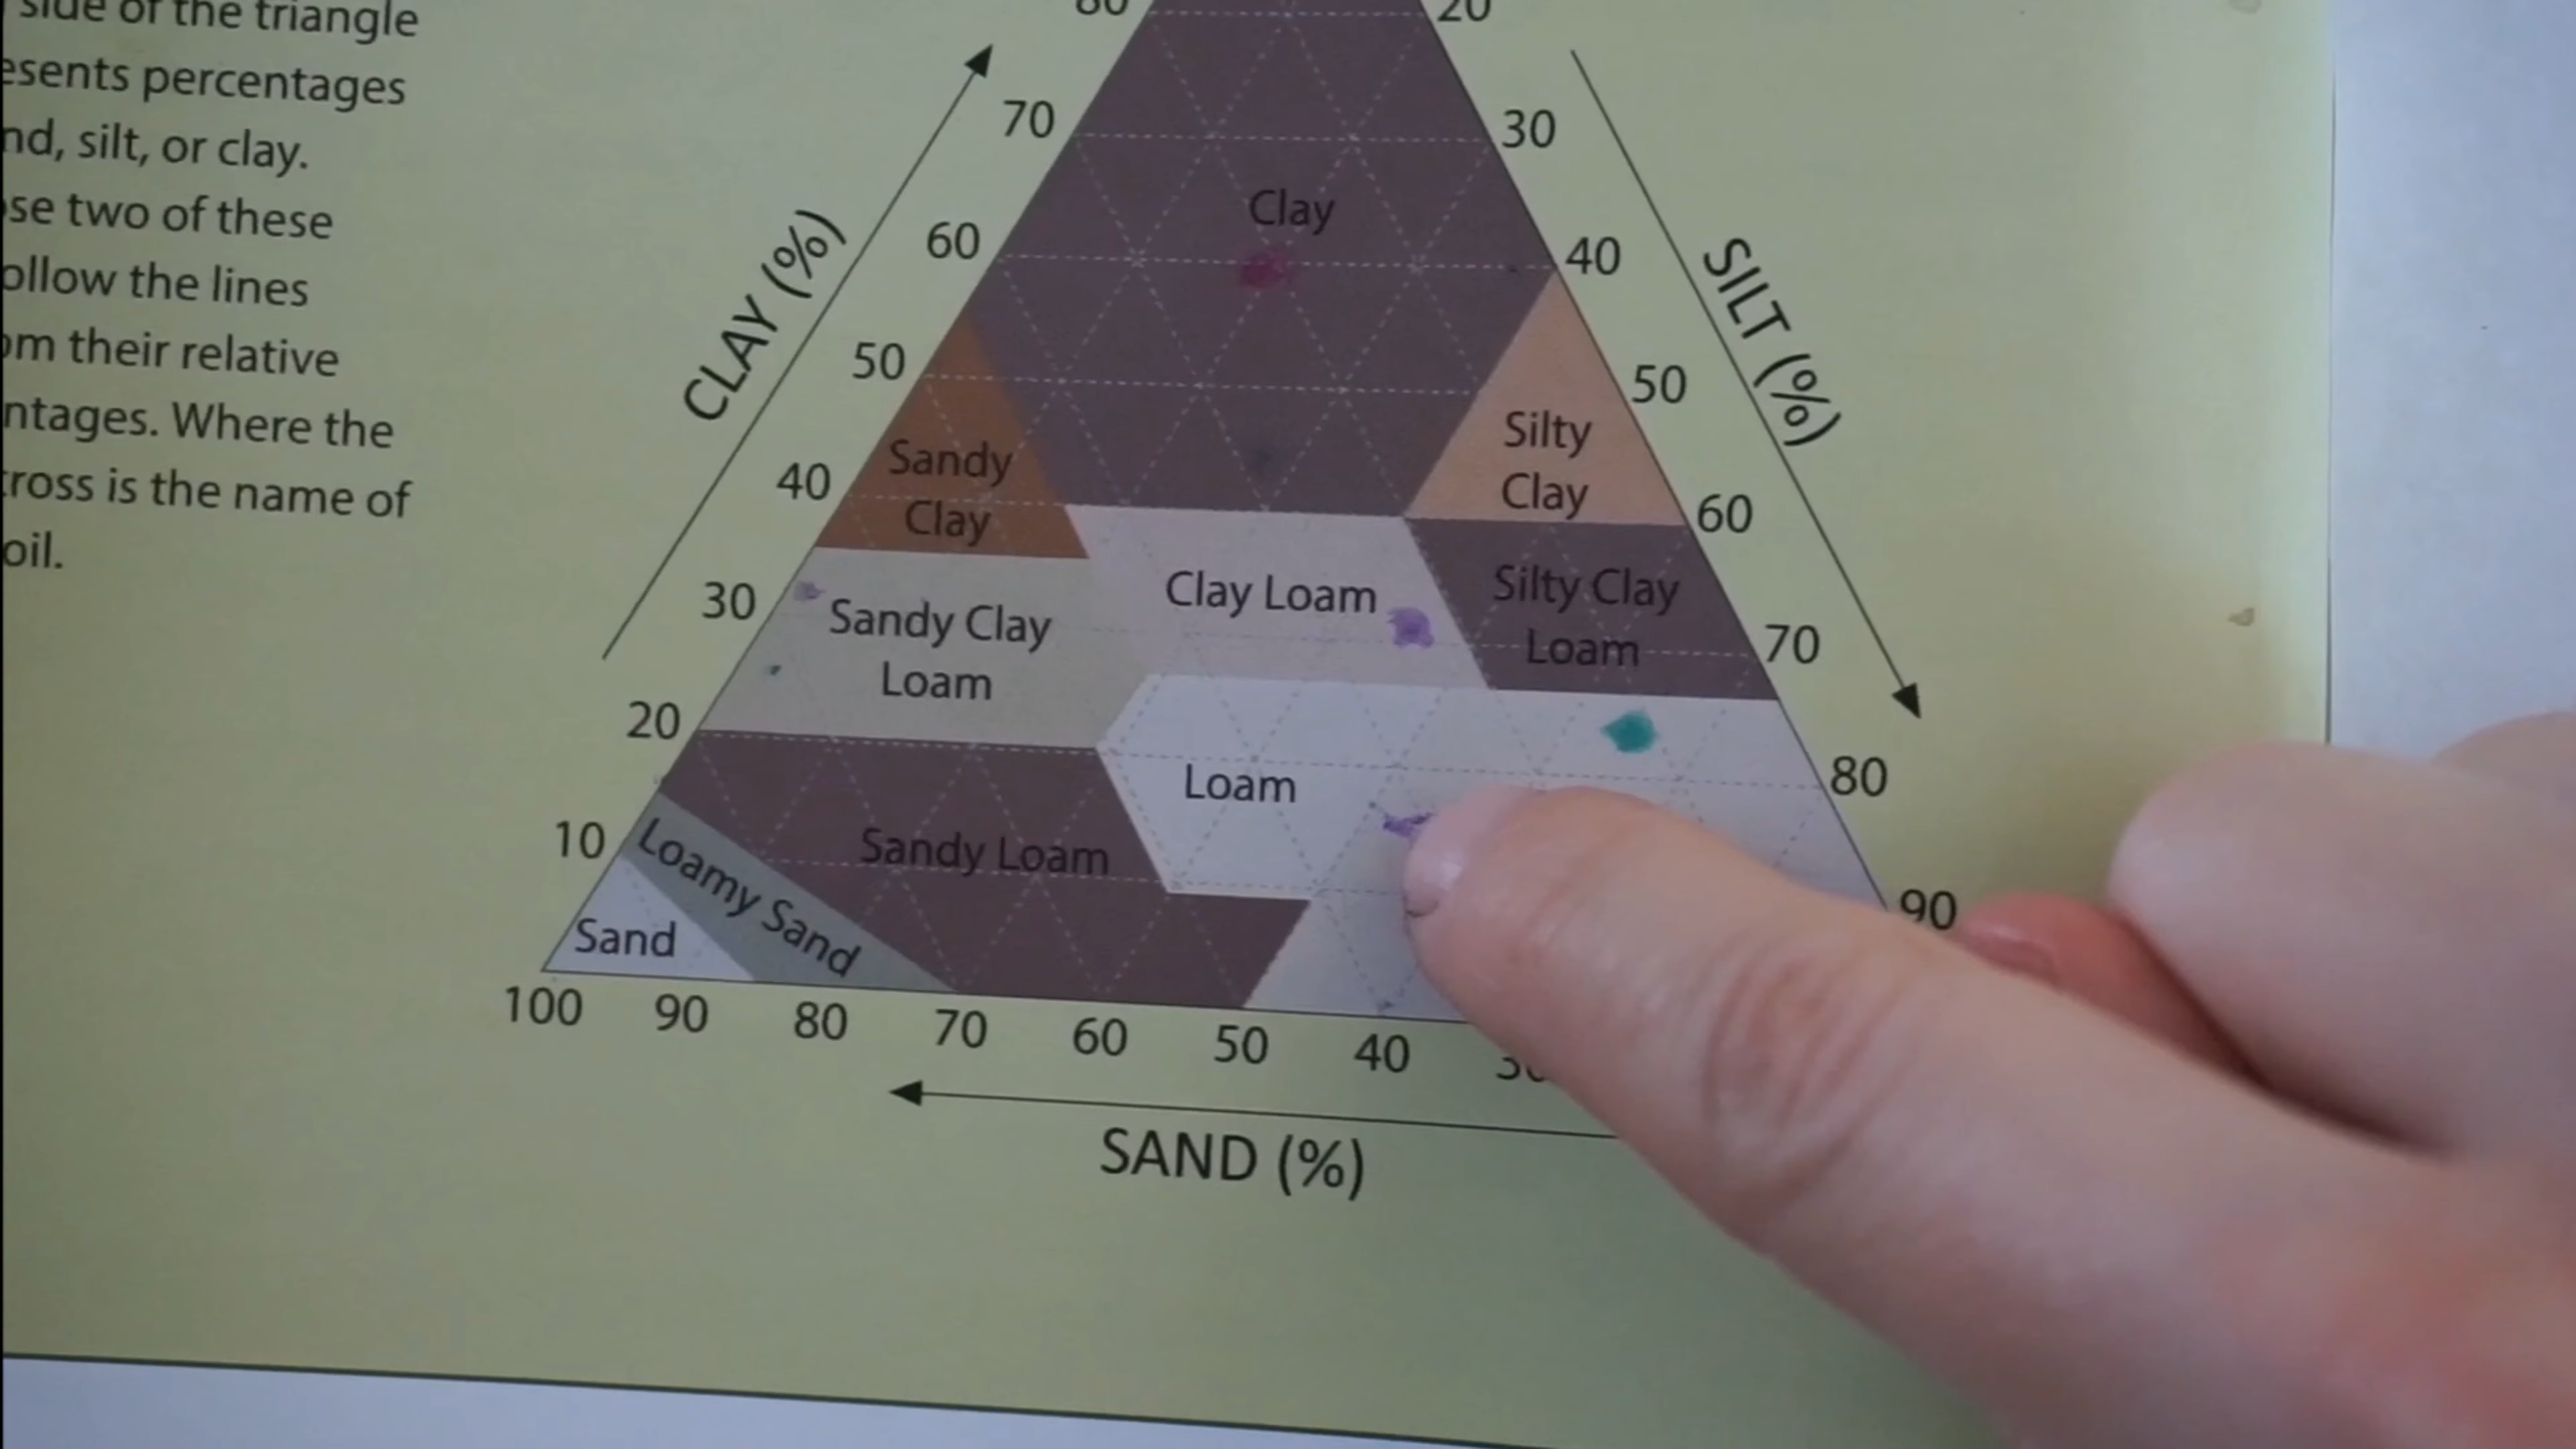 side of the triangle
esents percentages
nd, silt, or clay.
se two of these
ollow the lines
om their relative
ntages. Where the
cross is the name of
oil.
80
20
70
30
CLAY (%)
Clay
60
40
SILT (%)
50
50
Silty
Clay
40
Sandy
Clay
60
30
Sandy Clay
Loam
Clay Loam
Silty Clay
Loam
70
20
Loam
80
10
Loamy Sand
Sandy Loam
90
Sand
100
90
80
70
60
50
40
SAND (%)